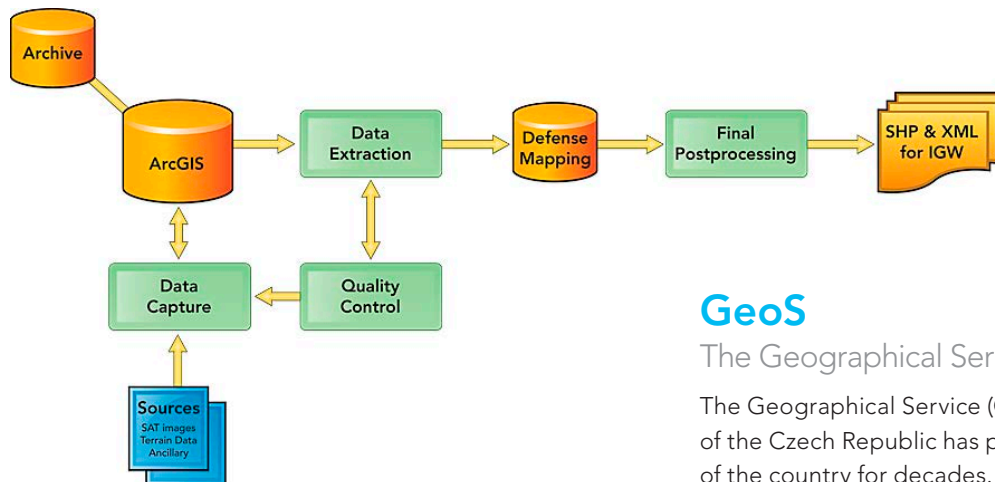 Archive
ArcGIS
Data
Extraction
Defense
Mapping
Final
Postprocessing
SHP & XML
for IGW
Data
Capture
Quality
Control
Sources
SAT images
Terrain Data
Ancillary
GeoS
The Geographical
The Geographical Service
of the Czech Republic has
of the country for decades.